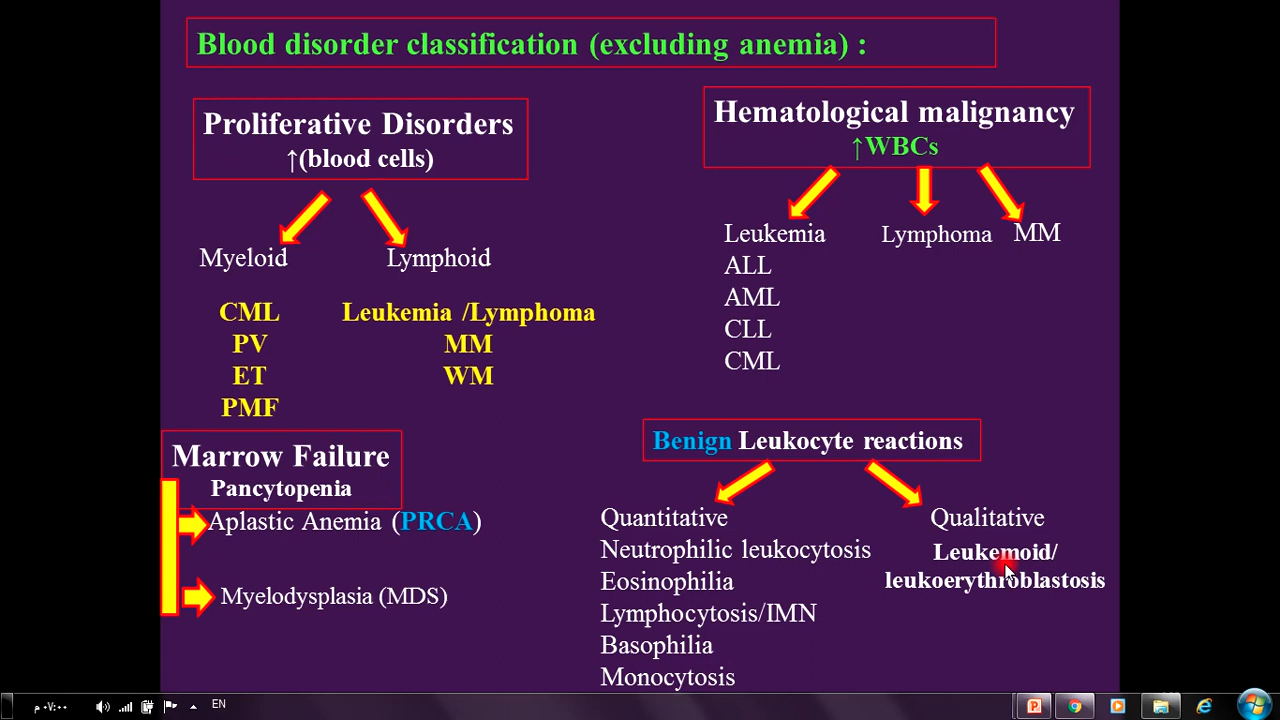 Blood disorder classification (excluding anemia) :
Proliferative Disorders
↑(blood cells)
Myeloid
Lymphoid
CML
PV
ET
PMF
Leukemia /Lymphoma
MM
WM
Hematological malignancy
↑WBCs
Leukemia
ALL
AML
CLL
CML
Lymphoma
MM
Marrow Failure
Pancytopenia
Aplastic Anemia (PRCA)
Myelodysplasia (MDS)
Benign Leukocyte reactions
Quantitative
Neutrophilic leukocytosis
Eosinophilia
Lymphocytosis/IMN
Basophilia
Monocytosis
Qualitative
Leukemoid/
leukoerythroblastosis
م ٠٧:٠٠
EN